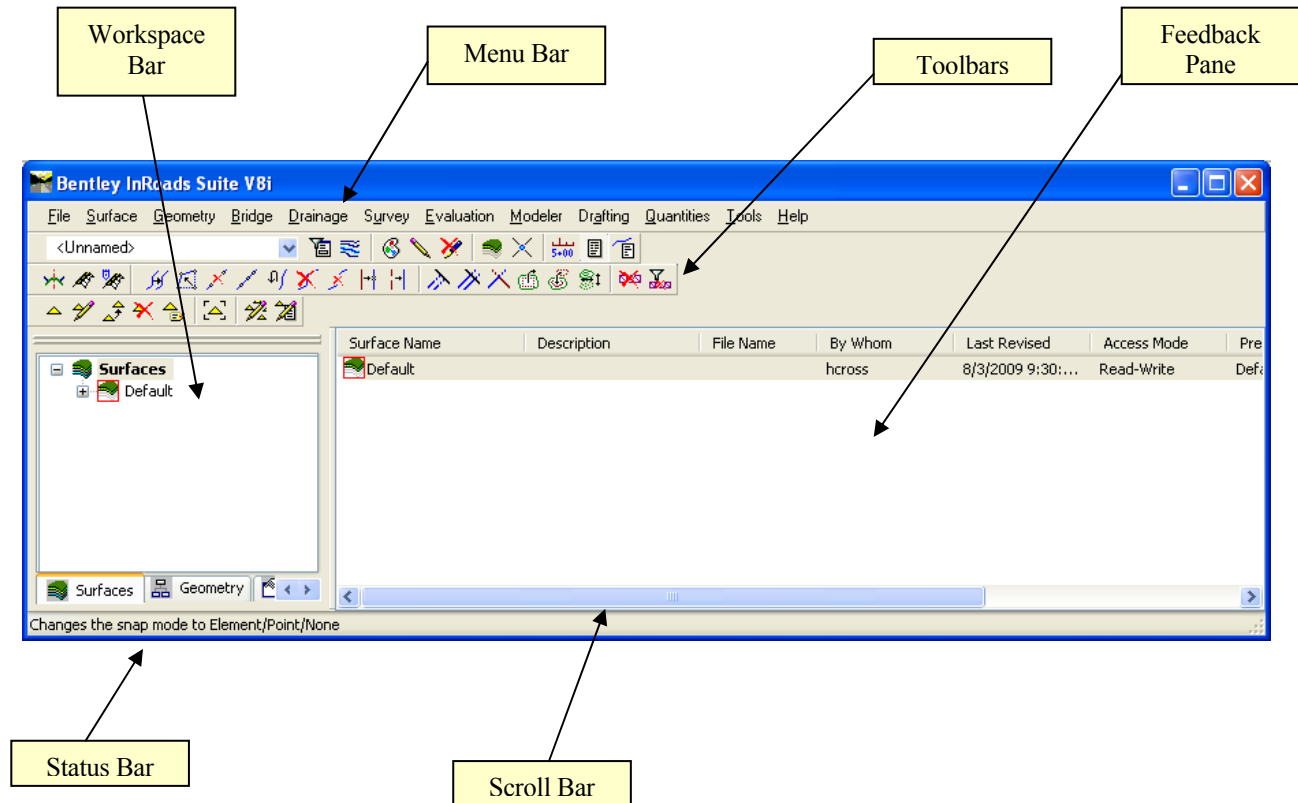 Workspace
Bar
Menu Bar
Toolbars
Feedback
Pane
Bentley InRoads Suite V8i
File Surface Geometry Bridge Drainage Survey Evaluation Modeler Drafting Quantities Tools Help
<Unnamed>
5+00
Surface Name Description File Name By Whom Last Revised Access Mode Pre
Surfaces
Default
Default hcross 8/3/2009 9:30:... Read-Write Defa
Surfaces Geometry
Changes the snap mode to Element/Point/None
Status Bar
Scroll Bar